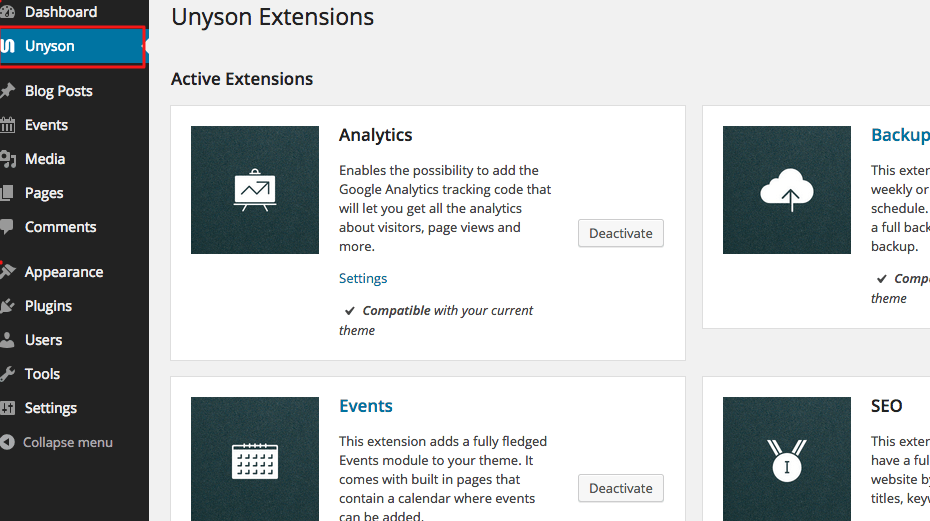 Dashboard
Unyson
Blog Posts
Events
Media
Pages
Comments
Appearance
Plugins
Users
Tools
Settings
Collapse menu
Unyson Extensions
Active Extensions
Analytics
Enables the possibility to add the
Google Analytics tracking code that
will let you get all the analytics
about visitors, page views and
more.
Settings
✔ Compatible with your current
theme
Deactivate
Backup
This exten
weekly or
schedule.
a full back
backup.
✔ Compa
theme
Events
This extension adds a fully fledged
Events module to your theme. It
comes with built in pages that
contain a calendar where events
can be added.
Deactivate
SEO
This exten
have a ful
website by
titles, keyw